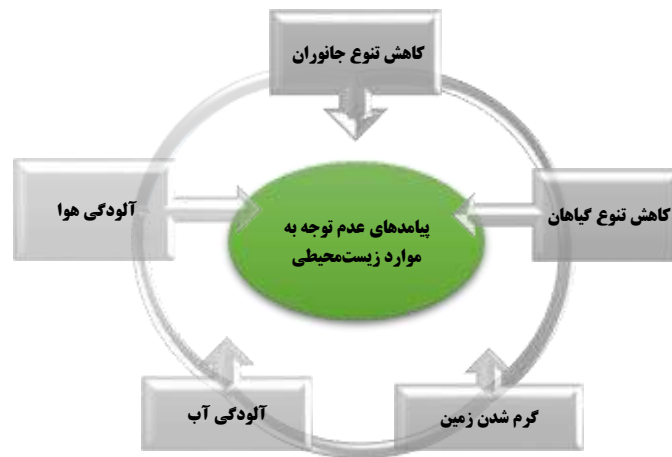 کاهش تنوع جانوران
آلودگی هوا
کاهش تنوع گیاهان
پیامدهای عدم توجه به
موارد زیست‌محیطی
آلودگی آب
گرم شدن زمین